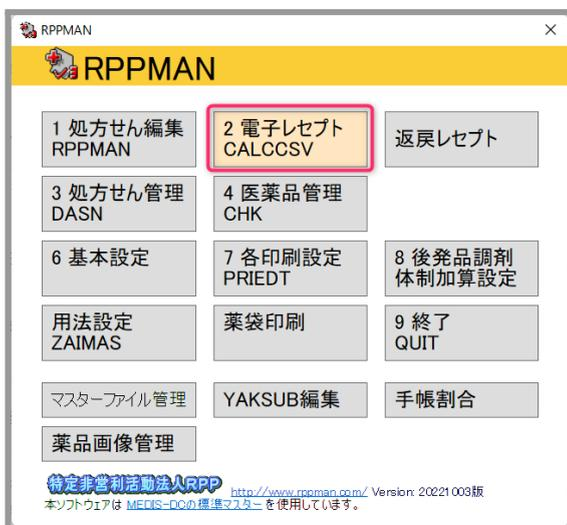 RPPMAN
RPPMAN
1 処方せん編集
RPPMAN
2 電子レセプト
CALCCSV
返戻レセプト
3 処方せん管理
DASN
4 医薬品管理
CHK
6 基本設定
7 各印刷設定
PRIEDT
8 後発品調剤
体制加算設定
用法設定
ZAIMAS
薬袋印刷
9 終了
QUIT
マスターファイル管理
YAKSUB編集
手帳割合
薬品画像管理
特定非営利活動法人RPP http://www.rppman.com/ Version: 20221003版
本ソフトウェアは MEDIS-DCの標準マスター を使用しています。